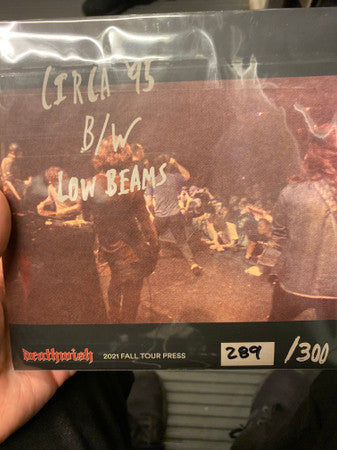 CIRCA '95
B/W
LOW BEAMS
deathwish 2021 FALL TOUR PRESS 289 /300